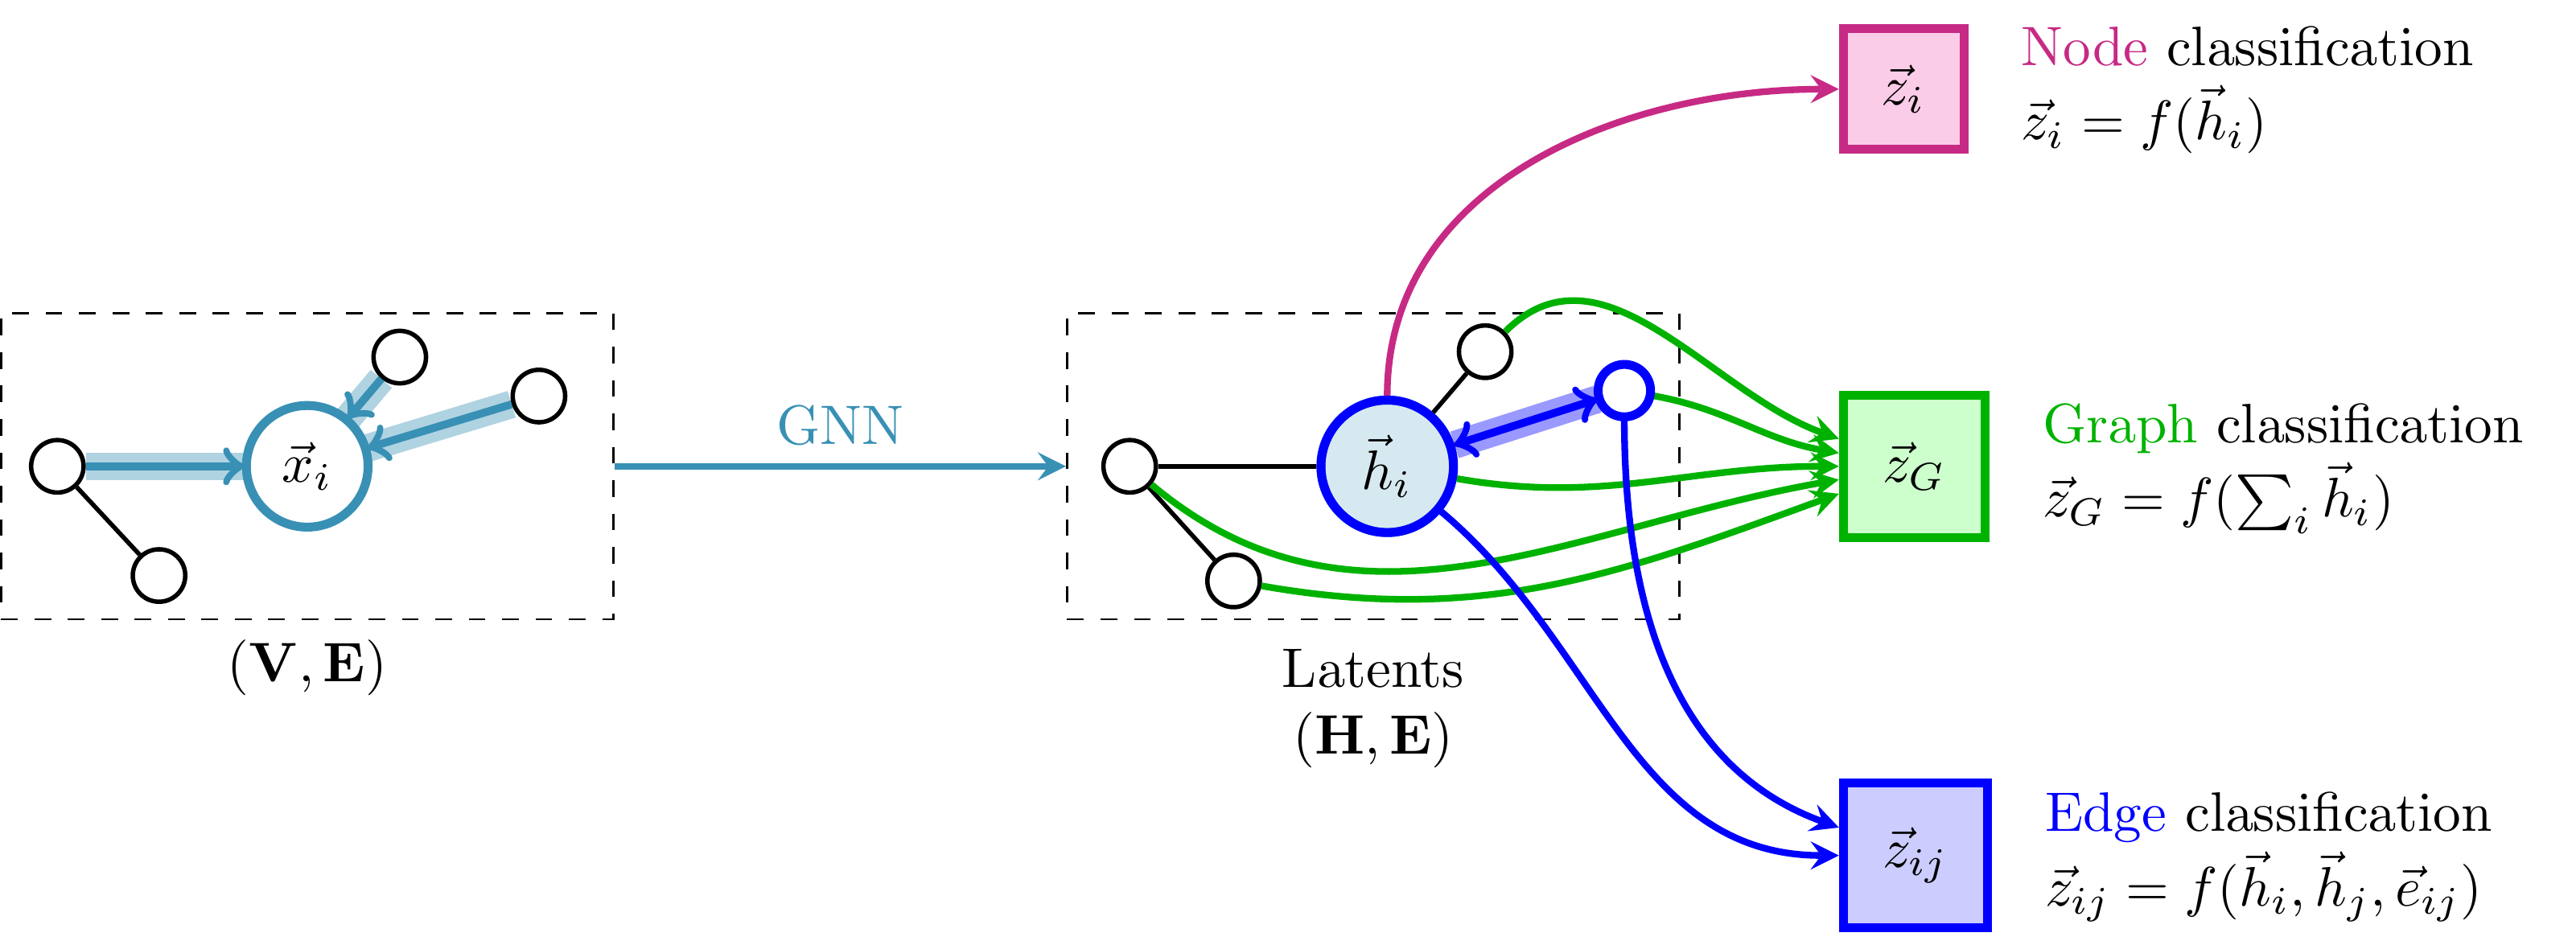 $\vec{x}_i$
$(\mathbf{V}, \mathbf{E})$
GNN
$\vec{h}_i$
Latents
$(\mathbf{H}, \mathbf{E})$
$\vec{z}_i$
Node classification
$\vec{z}_i = f(\vec{h}_i)$
$\vec{z}_G$
Graph classification
$\vec{z}_G = f(\sum_i \vec{h}_i)$
$\vec{z}_{ij}$
Edge classification
$\vec{z}_{ij} = f(\vec{h}_i, \vec{h}_j, \vec{e}_{ij})$